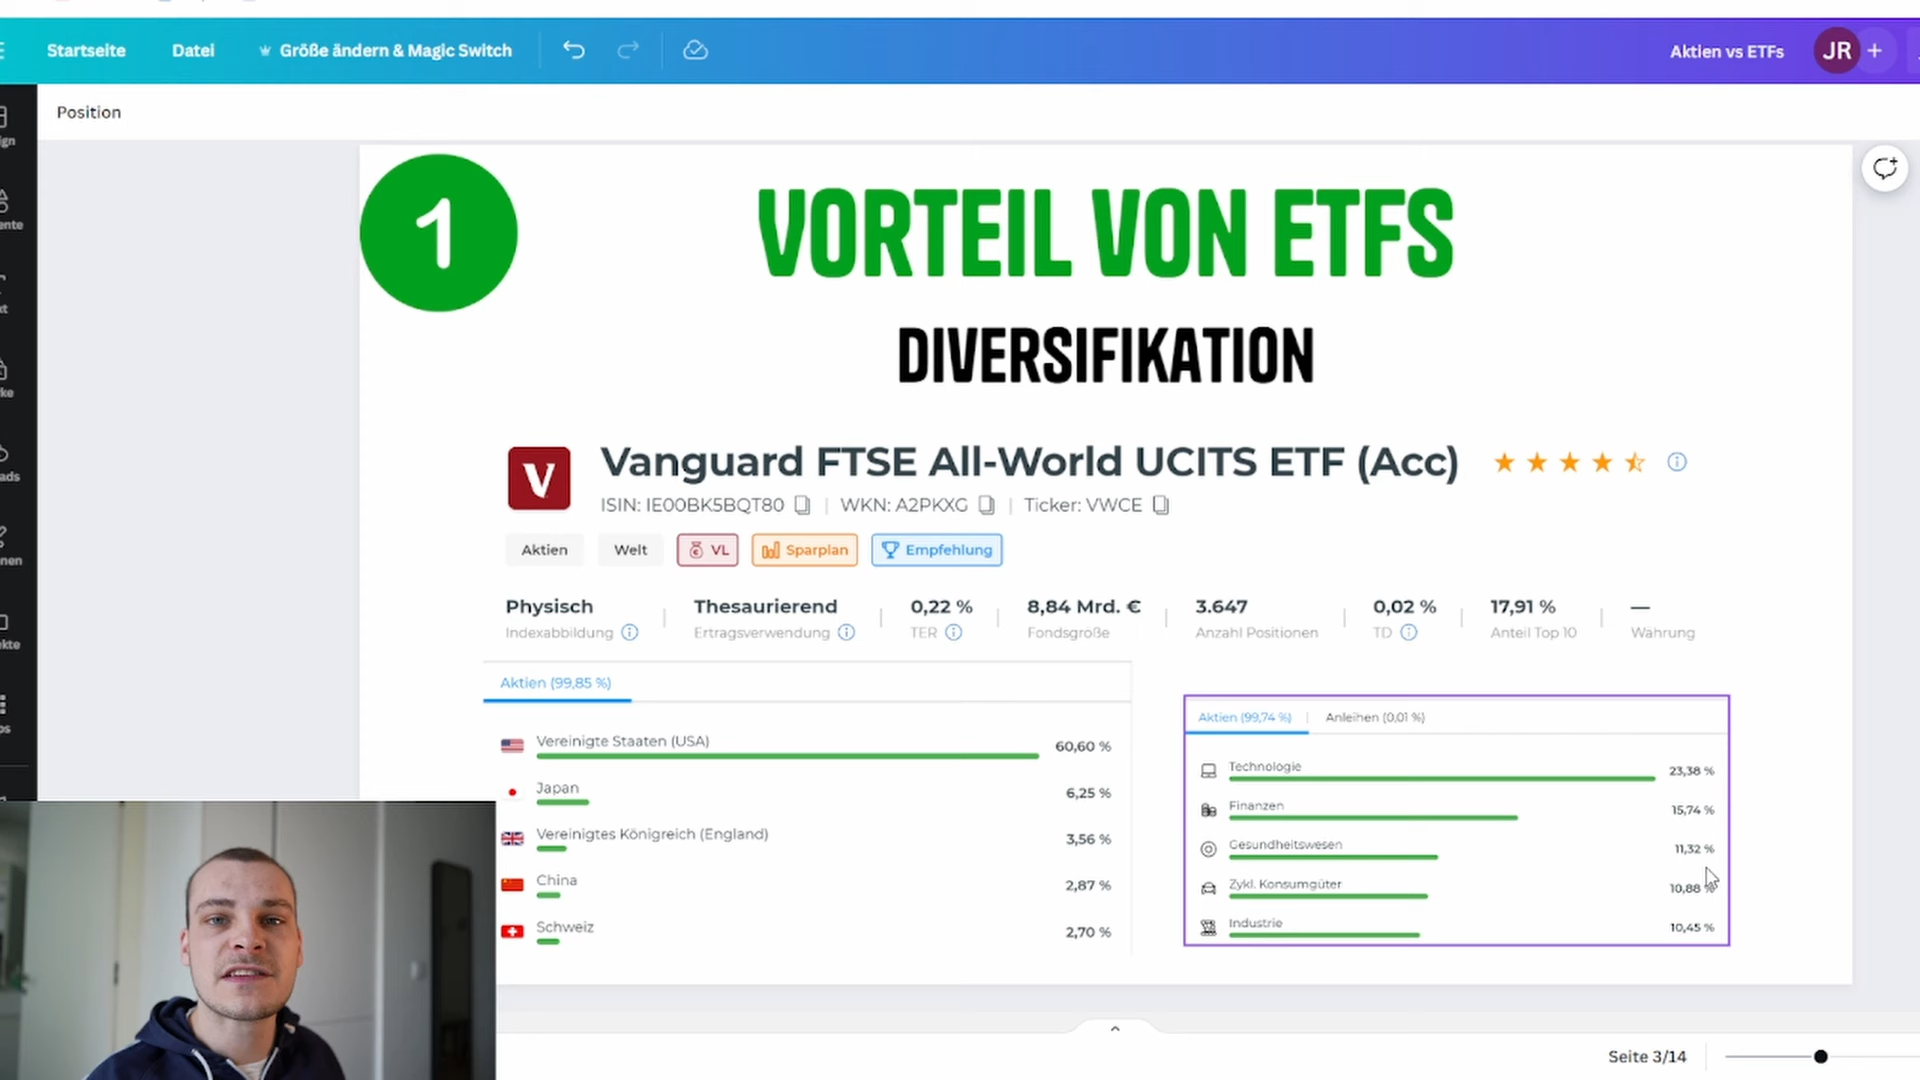 Startseite
Datei
Größe ändern & Magic Switch
Aktien vs ETFs
JR
Position
1
VORTEIL VON ETFS
DIVERSIFIKATION
V
Vanguard FTSE All-World UCITS ETF (Acc)
ISIN: IE00BK5BQT80 | WKN: A2PKXG | Ticker: VWCE
Aktien
Welt
VL
Sparplan
Empfehlung
Physisch
Indexabbildung
Thesaurierend
Ertragsverwendung
0,22 %
TER
8,84 Mrd. €
Fondsgroße
3.647
Anzahl Positionen
0,02 %
TD
17,91 %
Anteil Top 10
—
Wahrung
Aktien (99,85 %)
Vereinigte Staaten (USA) 60,60 %
Japan 6,25 %
Vereinigtes Königreich (England) 3,56 %
China 2,87 %
Schweiz 2,70 %
Aktien (99,74 %) | Anleihen (0,01 %)
Technologie 23,38 %
Finanzen 15,74 %
Gesundheitswesen 11,32 %
Zykl. Konsumgüter 10,88 %
Industrie 10,45 %
Seite 3/14